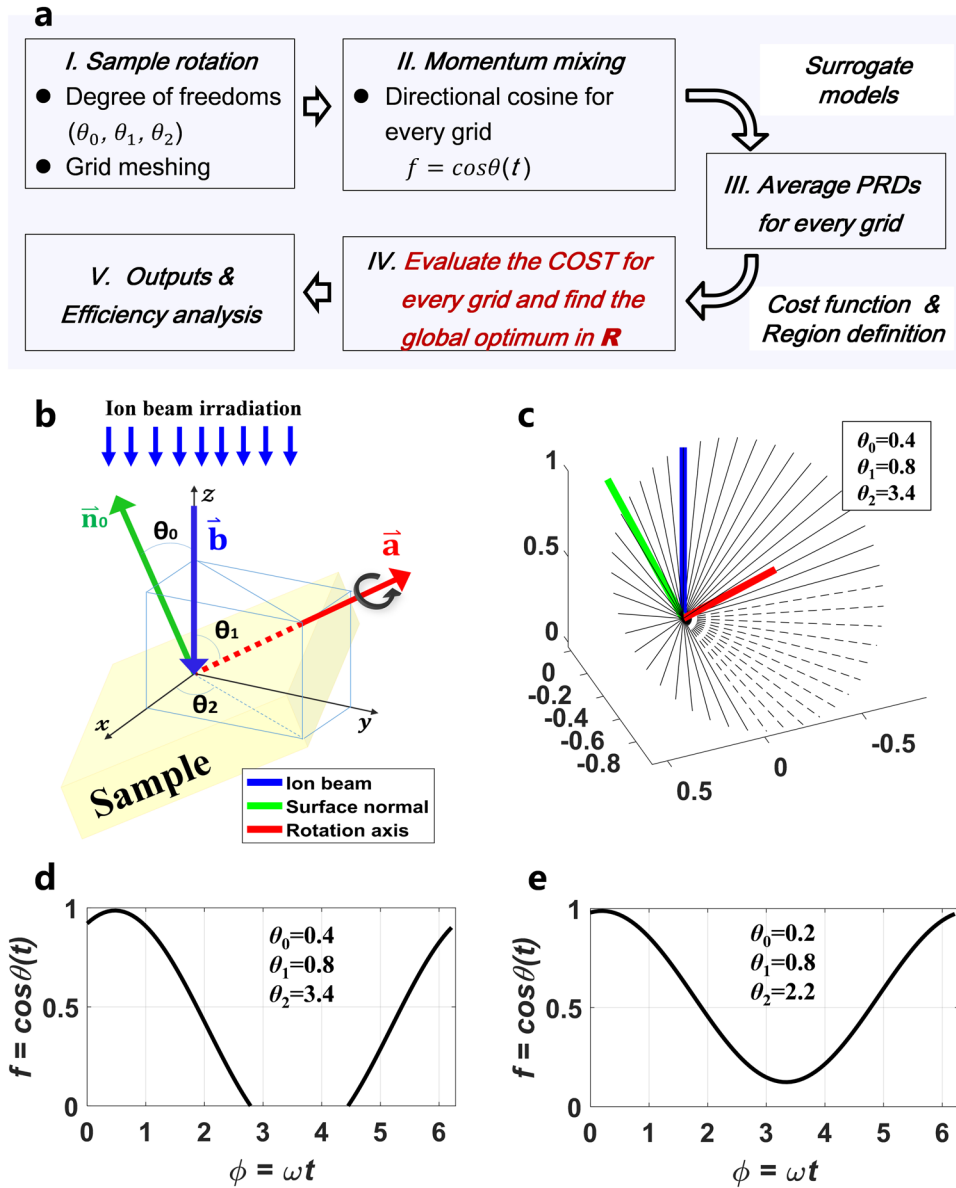 a
I. Sample rotation
● Degree of freedoms
(θ₀, θ₁, θ₂)
● Grid meshing
II. Momentum mixing
● Directional cosine for
every grid
f = cosθ(t)
Surrogate
models
III. Average PRDs
for every grid
V. Outputs &
Efficiency analysis
IV. Evaluate the COST for
every grid and find the
global optimum in R
Cost function &
Region definition
b
Ion beam irradiation
n₀
θ₀
z
b
a
θ₁
θ₂
x
y
Sample
Ion beam
Surface normal
Rotation axis
c
θ₀=0.4
θ₁=0.8
θ₂=3.4
1
0.5
0
0
-0.2
-0.4
-0.6
-0.8
0.5
0
-0.5
d
f = cosθ(t)
1
0.5
0
θ₀=0.4
θ₁=0.8
θ₂=3.4
0 1 2 3 4 5 6
ϕ = ωt
e
f = cosθ(t)
1
0.5
0
θ₀=0.2
θ₁=0.8
θ₂=2.2
0 1 2 3 4 5 6
ϕ = ωt